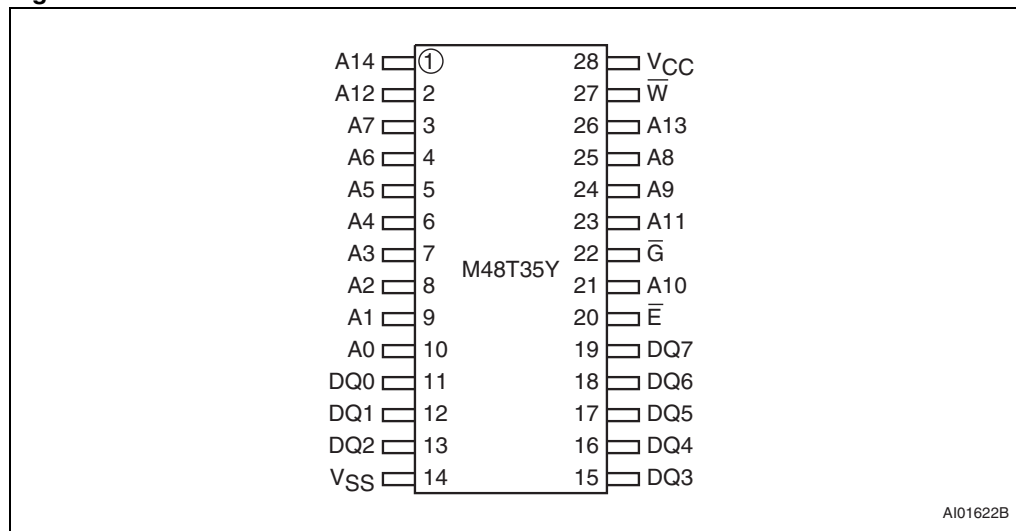 A14 1 28 VCC
A12 2 27 W̅
A7 3 26 A13
A6 4 25 A8
A5 5 24 A9
A4 6 23 A11
A3 7 22 G̅
M48T35Y
A2 8 21 A10
A1 9 20 E̅
A0 10 19 DQ7
DQ0 11 18 DQ6
DQ1 12 17 DQ5
DQ2 13 16 DQ4
VSS 14 15 DQ3
AI01622B